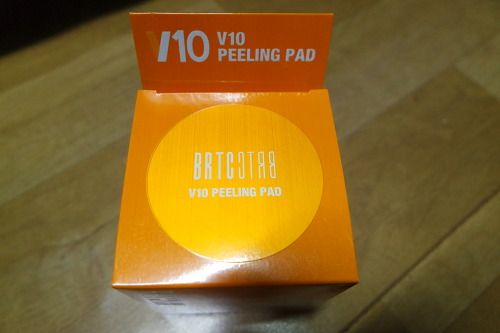 V10 V10
PEELING PAD
BRTC
V10 PEELING PAD